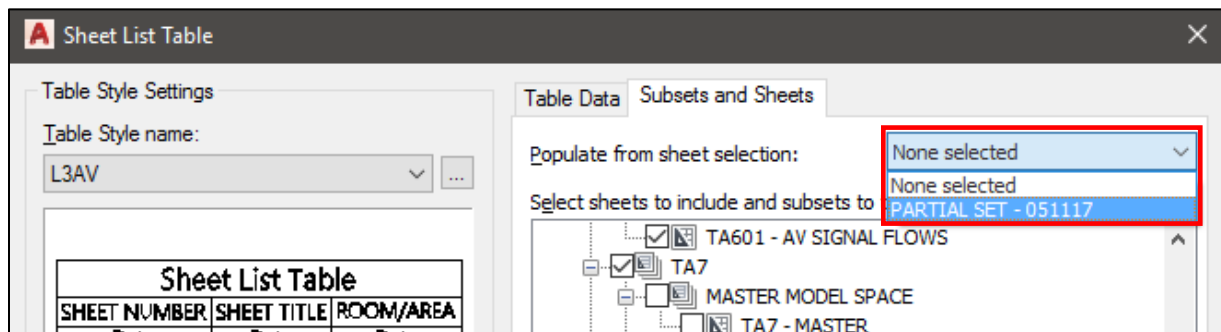 Sheet List Table
Table Style Settings
Table Style name:
L3AV
...
Sheet List Table
SHEET NUMBER SHEET TITLE ROOM/AREA
Table Data Subsets and Sheets
Populate from sheet selection: None selected
None selected
Select sheets to include and subsets to PARTIAL SET - 051117
TA601 - AV SIGNAL FLOWS
TA7
MASTER MODEL SPACE
TA7 - MASTER